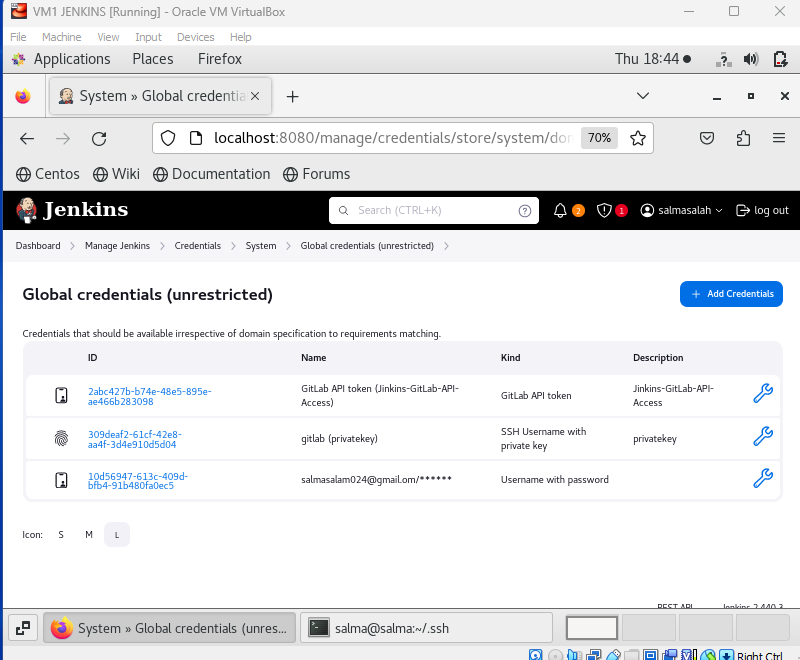 VM1 JENKINS [Running] - Oracle VM VirtualBox
File Machine View Input Devices Help
Applications Places Firefox Thu 18:44
System » Global credentia
localhost:8080/manage/credentials/store/system/do 70%
Centos Wiki Documentation Forums
Jenkins Search (CTRL+K) ? 2 1 salmasalah log out
Dashboard Manage Jenkins Credentials System Global credentials (unrestricted)
Global credentials (unrestricted) + Add Credentials
Credentials that should be available irrespective of domain specification to requirements matching.
ID Name Kind Description
2abc427b-b74e-48e5-895e-ae466b283098 GitLab API token (Jinkins-GitLab-API-Access) GitLab API token Jinkins-GitLab-API-Access
309deaf2-61cf-42e8-aa4f-3d4e910d5d04 gitlab (privatekey) SSH Username with private key privatekey
10d56947-613c-409d-bfb4-91b480fa0ec5 salmasalam024@gmail.om/****** Username with password
Icon: S M L
REST API Jenkins 2.440.3
System » Global credentials (unres... salma@salma:~/.ssh
Right Ctrl